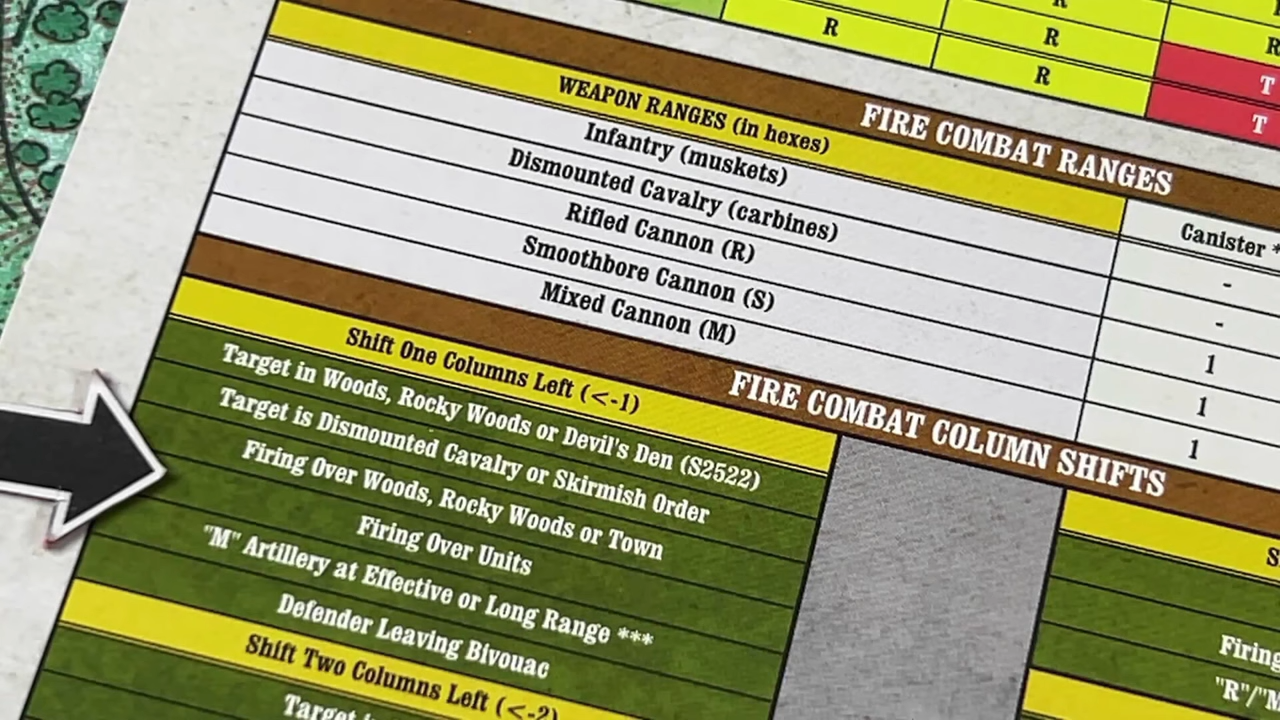 R
R
R
R
R
T
T
FIRE COMBAT RANGES
WEAPON RANGES (in hexes)
Canister *
Infantry (muskets)
-
Dismounted Cavalry (carbines)
-
Rifled Cannon (R)
1
Smoothbore Cannon (S)
1
Mixed Cannon (M)
1
FIRE COMBAT COLUMN SHIFTS
Shift One Columns Left (<-1)
Target in Woods, Rocky Woods or Devil's Den (S2522)
Target is Dismounted Cavalry or Skirmish Order
Firing Over Woods, Rocky Woods or Town
Firing Over Units
"M" Artillery at Effective or Long Range ***
Defender Leaving Bivouac
Shift Two Columns Left (<-2)
Target
Firing
"R"/"M